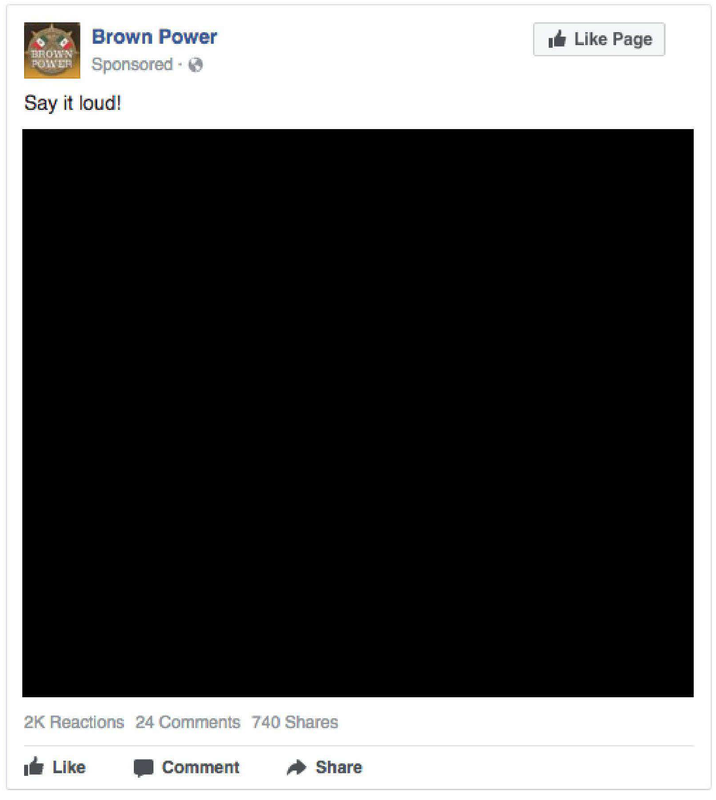 BROWN
POWER
Brown Power
Like Page
Sponsored ·
Say it loud!
2K Reactions 24 Comments 740 Shares
Like Comment Share